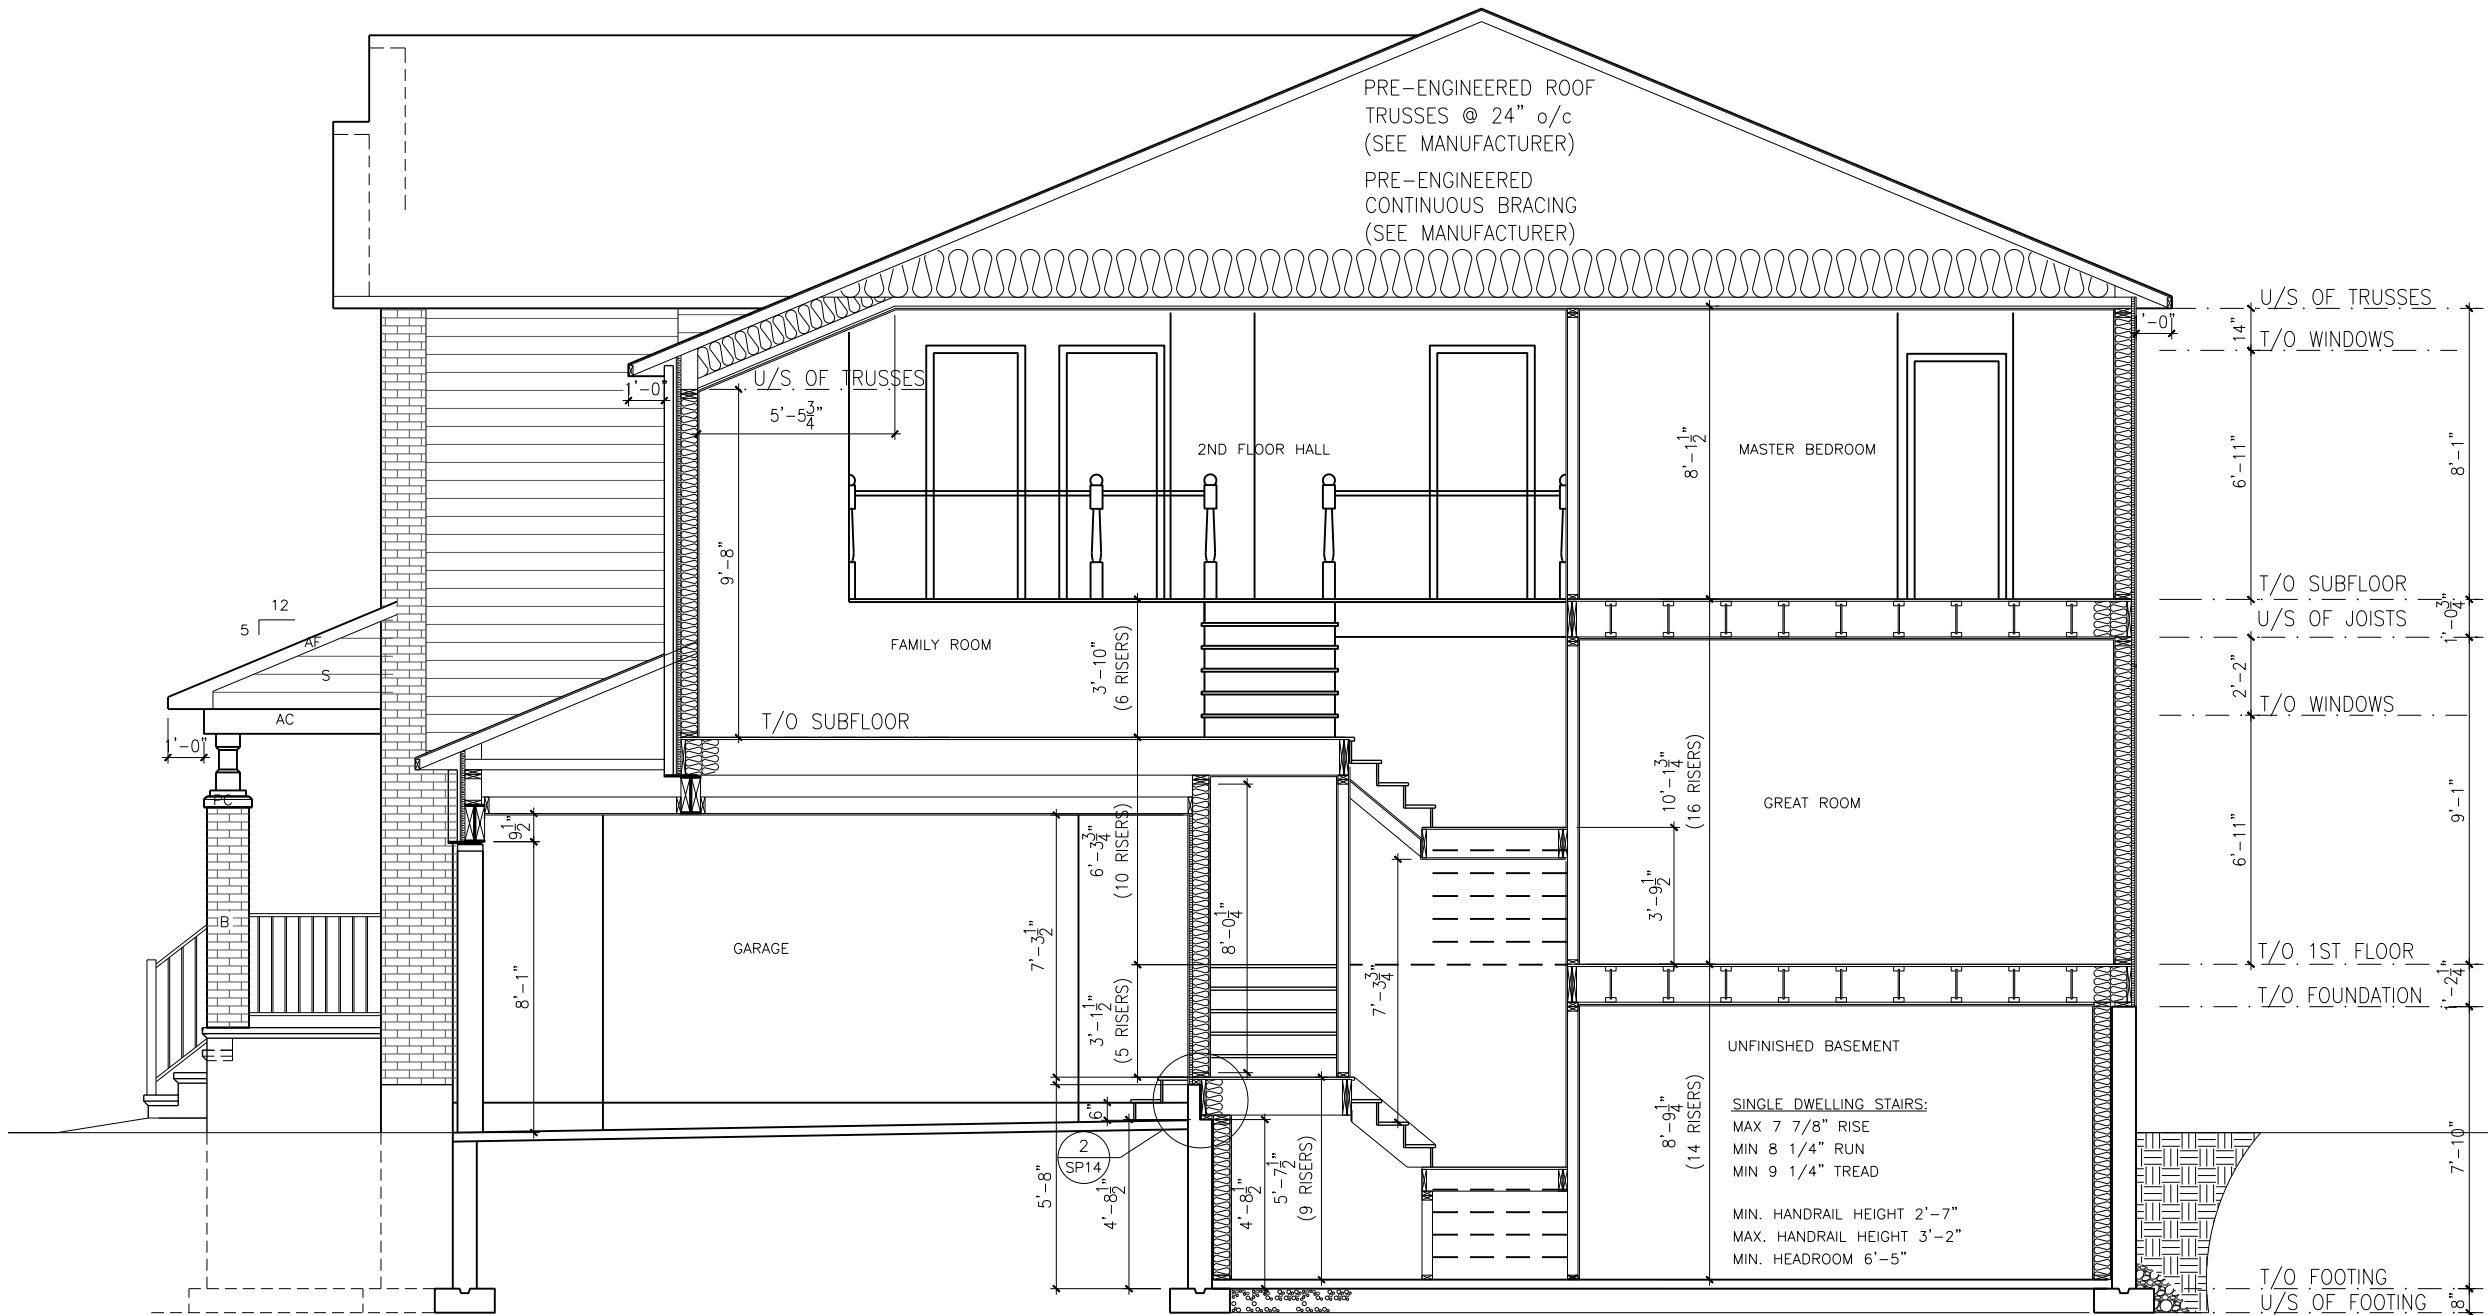 PRE-ENGINEERED ROOF
TRUSSES @ 24" o/c
(SEE MANUFACTURER)
PRE-ENGINEERED
CONTINUOUS BRACING
(SEE MANUFACTURER)
U/S OF TRUSSES
T/O WINDOWS
14"
1'-0"
6'-11"
8'-1"
U/S OF TRUSSES
1'-0"
5'-5 3/4"
2ND FLOOR HALL
8'-1 1/2"
MASTER BEDROOM
9'-8"
T/O SUBFLOOR
U/S OF JOISTS
1'-0 3/4"
12
5
AF
S
AC
1'-0"
PC
B
FAMILY ROOM
3'-10"
(6 RISERS)
T/O SUBFLOOR
2'-2"
T/O WINDOWS
6'-11"
9'-1"
10'-1 3/4"
(16 RISERS)
GREAT ROOM
3'-9 1/2"
9 1/2"
6'-3 3/4"
(10 RISERS)
8'-0 1/4"
7'-3 1/2"
GARAGE
8'-1"
7'-3 3/4"
T/O 1ST FLOOR
T/O FOUNDATION
1'-2 1/4"
3'-1 1/2"
(5 RISERS)
6"
2
SP14
5'-8"
4'-8 1/2"
4'-8 1/2"
5'-7 1/2"
(9 RISERS)
8'-9 1/4"
(14 RISERS)
UNFINISHED BASEMENT
SINGLE DWELLING STAIRS:
MAX 7 7/8" RISE
MIN 8 1/4" RUN
MIN 9 1/4" TREAD
MIN. HANDRAIL HEIGHT 2'-7"
MAX. HANDRAIL HEIGHT 3'-2"
MIN. HEADROOM 6'-5"
7'-10"
T/O FOOTING
U/S OF FOOTING
8"